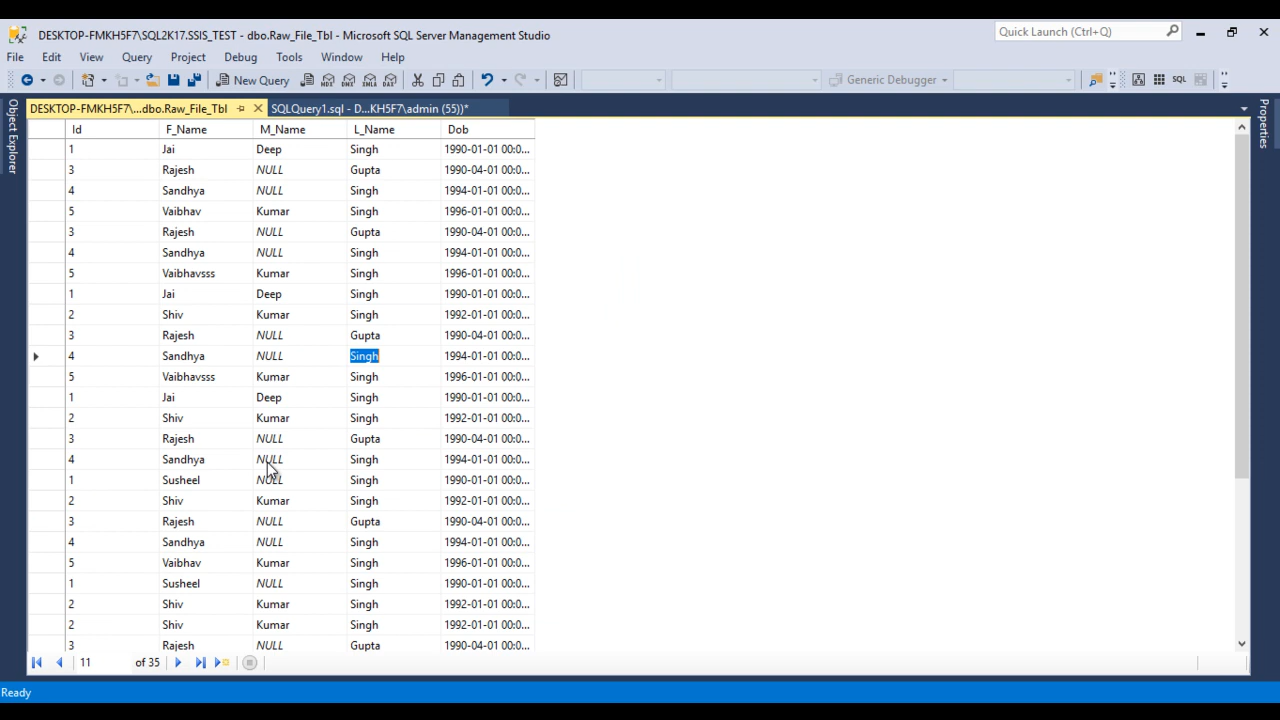 DESKTOP-FMKH5F7\SQL2K17.SSIS_TEST - dbo.Raw_File_Tbl - Microsoft SQL Server Management Studio
Quick Launch (Ctrl+Q)
File Edit View Query Project Debug Tools Window Help
New Query MDX DMX XMLA DAX Generic Debugger SQL
DESKTOP-FMKH5F7\...dbo.Raw_File_Tbl SQLQuery1.sql - D...KH5F7\admin (55))*
Object Explorer
Properties
Id F_Name M_Name L_Name Dob
1 Jai Deep Singh 1990-01-01 00:0...
3 Rajesh NULL Gupta 1990-04-01 00:0...
4 Sandhya NULL Singh 1994-01-01 00:0...
5 Vaibhav Kumar Singh 1996-01-01 00:0...
3 Rajesh NULL Gupta 1990-04-01 00:0...
4 Sandhya NULL Singh 1994-01-01 00:0...
5 Vaibhavsss Kumar Singh 1996-01-01 00:0...
1 Jai Deep Singh 1990-01-01 00:0...
2 Shiv Kumar Singh 1992-01-01 00:0...
3 Rajesh NULL Gupta 1990-04-01 00:0...
4 Sandhya NULL Singh 1994-01-01 00:0...
5 Vaibhavsss Kumar Singh 1996-01-01 00:0...
1 Jai Deep Singh 1990-01-01 00:0...
2 Shiv Kumar Singh 1992-01-01 00:0...
3 Rajesh NULL Gupta 1990-04-01 00:0...
4 Sandhya NULL Singh 1994-01-01 00:0...
1 Susheel NULL Singh 1990-01-01 00:0...
2 Shiv Kumar Singh 1992-01-01 00:0...
3 Rajesh NULL Gupta 1990-04-01 00:0...
4 Sandhya NULL Singh 1994-01-01 00:0...
5 Vaibhav Kumar Singh 1996-01-01 00:0...
1 Susheel NULL Singh 1990-01-01 00:0...
2 Shiv Kumar Singh 1992-01-01 00:0...
2 Shiv Kumar Singh 1992-01-01 00:0...
3 Rajesh NULL Gupta 1990-04-01 00:0...
11 of 35
Ready